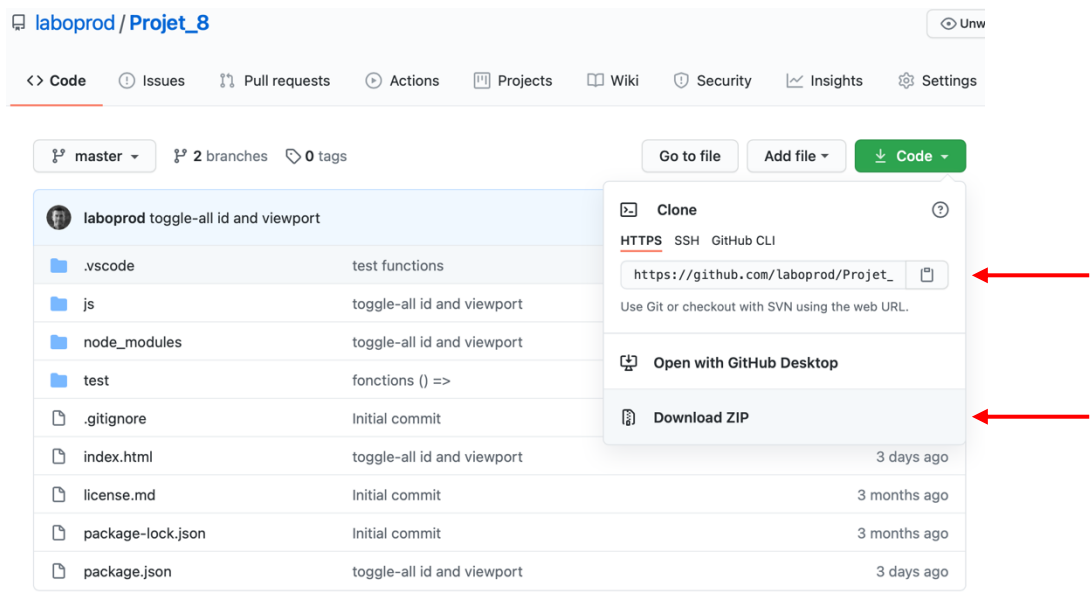 laboprod / Projet_8
Unw
<> Code Issues Pull requests Actions Projects Wiki Security Insights Settings
master 2 branches 0 tags Go to file Add file Code
laboprod toggle-all id and viewport
Clone
HTTPS SSH GitHub CLI
.vscode test functions
https://github.com/laboprod/Projet_
js toggle-all id and viewport
Use Git or checkout with SVN using the web URL.
node_modules toggle-all id and viewport
Open with GitHub Desktop
test fonctions () =>
.gitignore Initial commit
Download ZIP
index.html toggle-all id and viewport 3 days ago
license.md Initial commit 3 months ago
package-lock.json Initial commit 3 months ago
package.json toggle-all id and viewport 3 days ago